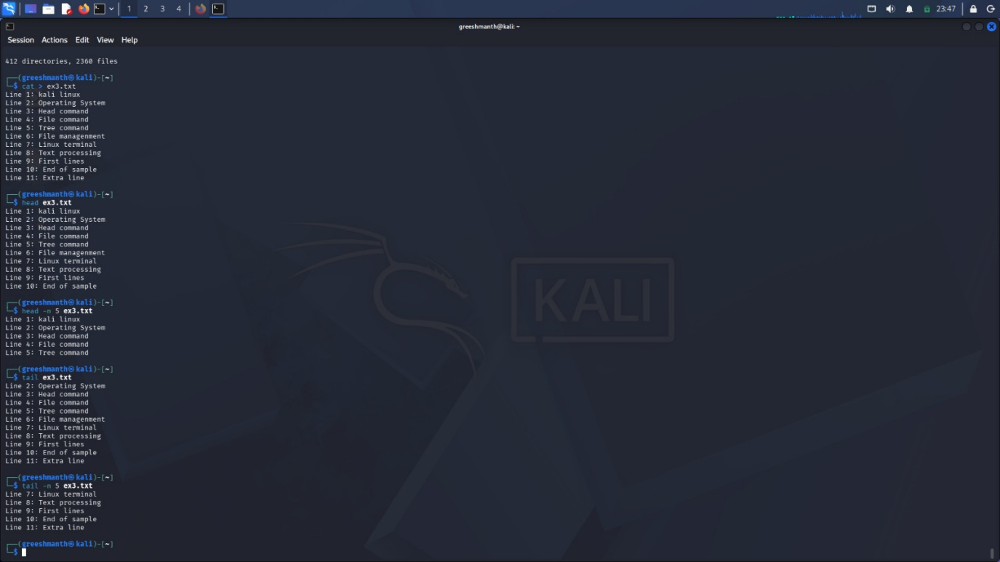 1 2 3 4 23:47
greeshmanth@kali: ~
Session Actions Edit View Help
412 directories, 2360 files
(greeshmanth㉿kali)-[~]
$ cat > ex3.txt
Line 1: kali linux
Line 2: Operating System
Line 3: Head command
Line 4: File command
Line 5: Tree command
Line 6: File managenment
Line 7: Linux terminal
Line 8: Text processing
Line 9: First lines
Line 10: End of sample
Line 11: Extra line
(greeshmanth㉿kali)-[~]
$ head ex3.txt
Line 1: kali linux
Line 2: Operating System
Line 3: Head command
Line 4: File command
Line 5: Tree command
Line 6: File managenment
Line 7: Linux terminal
Line 8: Text processing
Line 9: First lines
Line 10: End of sample
(greeshmanth㉿kali)-[~]
$ head -n 5 ex3.txt
Line 1: kali linux
Line 2: Operating System
Line 3: Head command
Line 4: File command
Line 5: Tree command
(greeshmanth㉿kali)-[~]
$ tail ex3.txt
Line 2: Operating System
Line 3: Head command
Line 4: File command
Line 5: Tree command
Line 6: File managenment
Line 7: Linux terminal
Line 8: Text processing
Line 9: First lines
Line 10: End of sample
Line 11: Extra line
(greeshmanth㉿kali)-[~]
$ tail -n 5 ex3.txt
Line 7: Linux terminal
Line 8: Text processing
Line 9: First lines
Line 10: End of sample
Line 11: Extra line
(greeshmanth㉿kali)-[~]
$
KALI